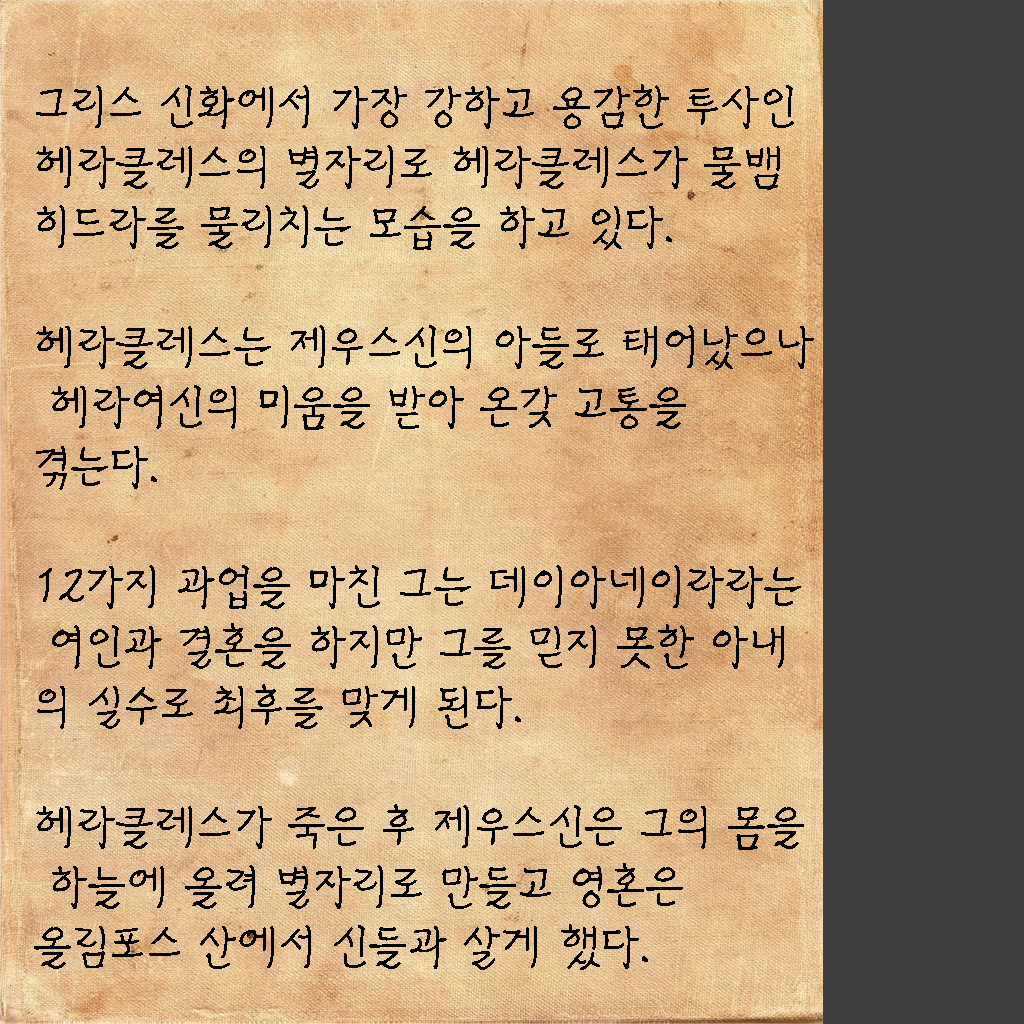 그리스 신화에서 가장 강하고 용감한 투사인
헤라클레스의 별자리로 헤라클레스가 물뱀
히드라를 물리치는 모습을 하고 있다.
헤라클레스는 제우스신의 아들로 태어났으나
헤라여신의 미움을 받아 온갖 고통을
겪는다.
12가지 과업을 마친 그는 데이아네이라라는
여인과 결혼을 하지만 그를 믿지 못한 아내
의 실수로 최후를 맞게 된다.
헤라클레스가 죽은 후 제우스신은 그의 몸을
하늘에 올려 별자리로 만들고 영혼은
올림포스 산에서 신들과 살게 했다.